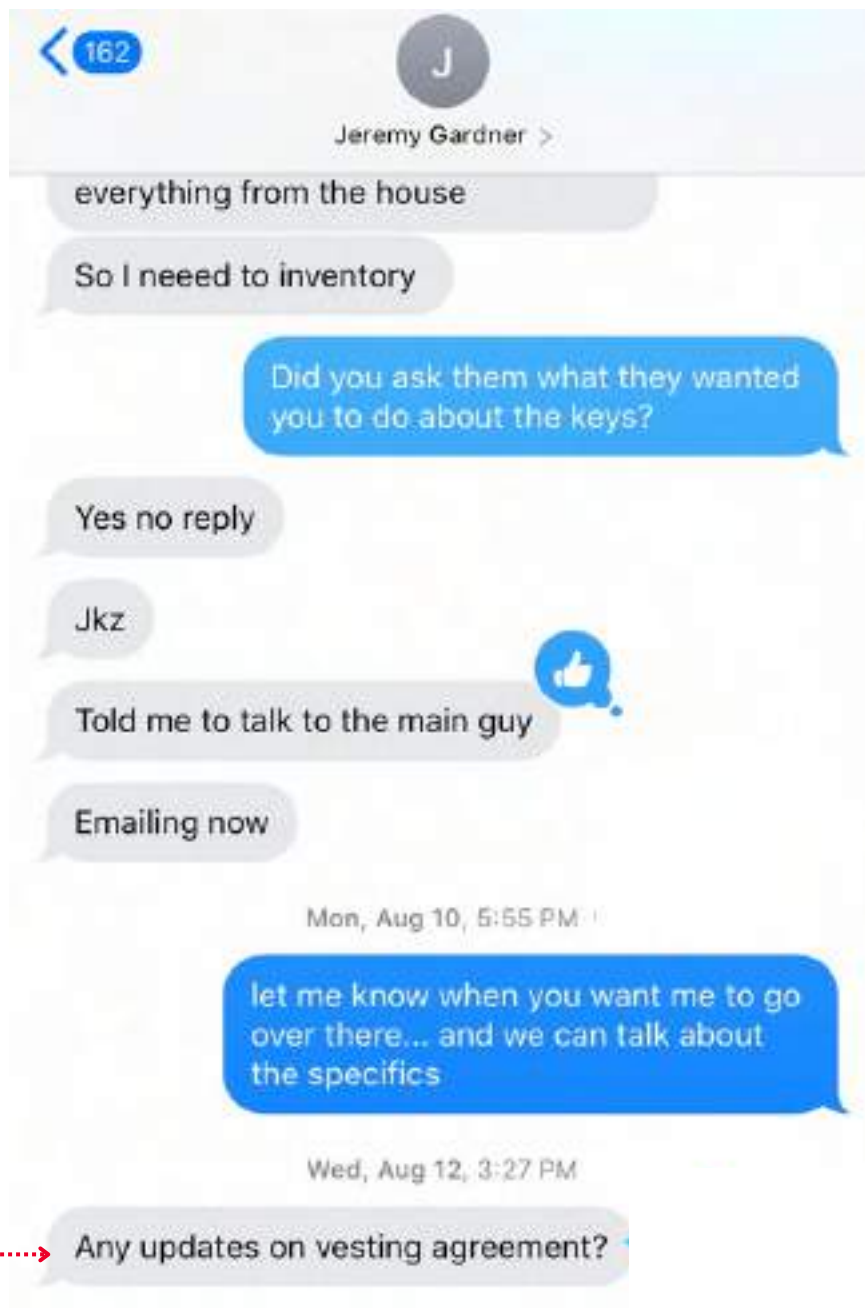 162
J
Jeremy Gardner >
everything from the house
So I neeed to inventory
Did you ask them what they wanted
you to do about the keys?
Yes no reply
Jkz
Told me to talk to the main guy
Emailing now
Mon, Aug 10, 5:55 PM
let me know when you want me to go
over there... and we can talk about
the specifics
Wed, Aug 12, 3:27 PM
Any updates on vesting agreement?